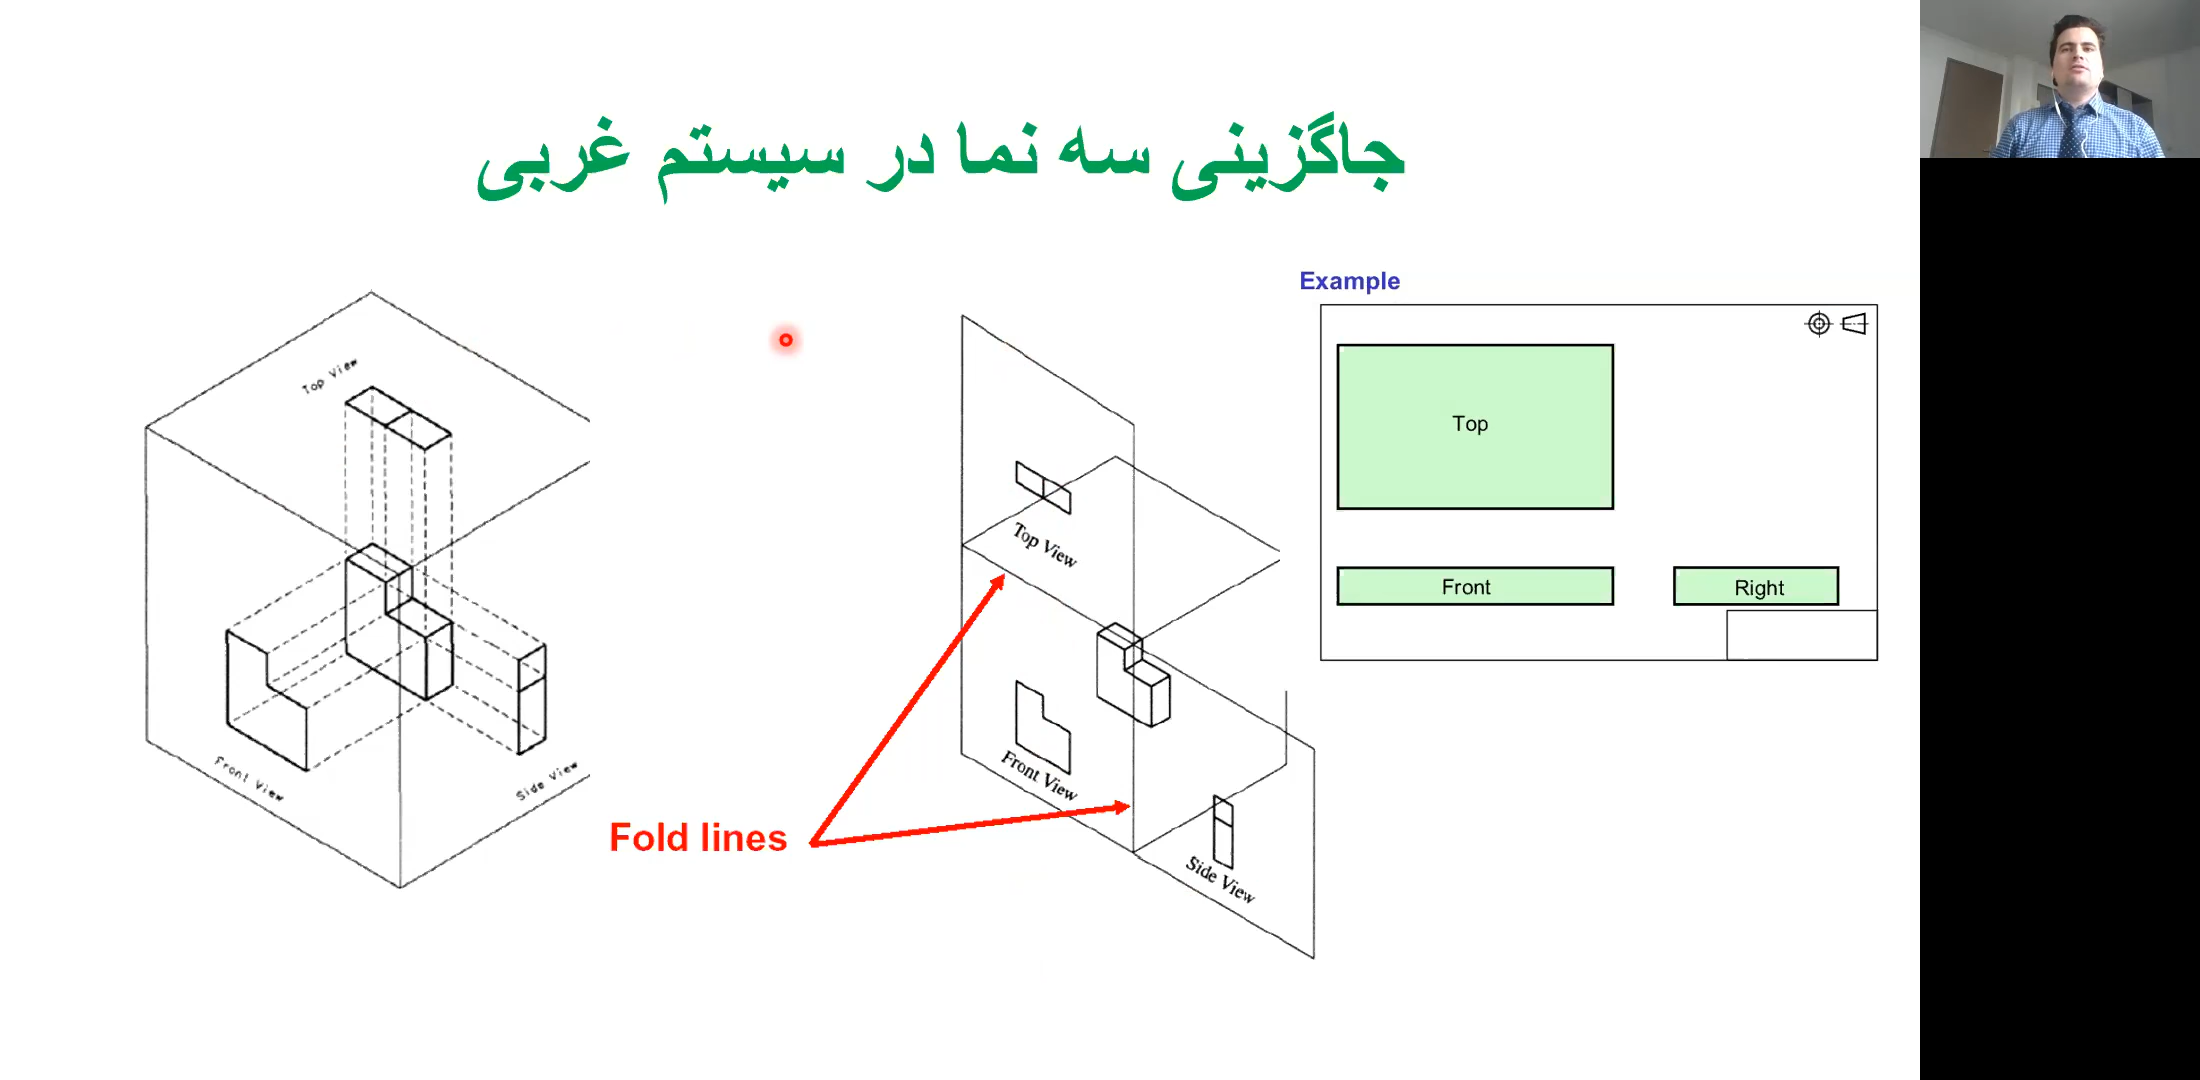 جاگزینی سه نما در سیستم غربی
Example
Top View
Top
Top View
Front
Right
Front View
Side View
Front View
Fold lines
Side View